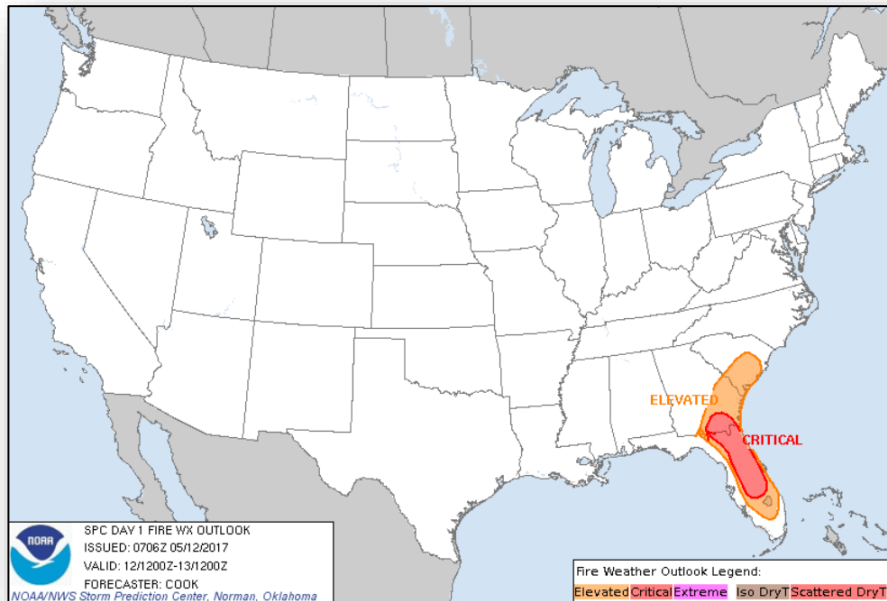 ELEVATED
CRITICAL
NOAA
SPC DAY 1 FIRE WX OUTLOOK
ISSUED: 0706Z 05/12/2017
VALID: 12/1200Z-13/1200Z
FORECASTER: COOK
NOAA/NWS Storm Prediction Center, Norman, Oklahoma
Fire Weather Outlook Legend:
Elevated Critical Extreme Iso DryT Scattered DryT